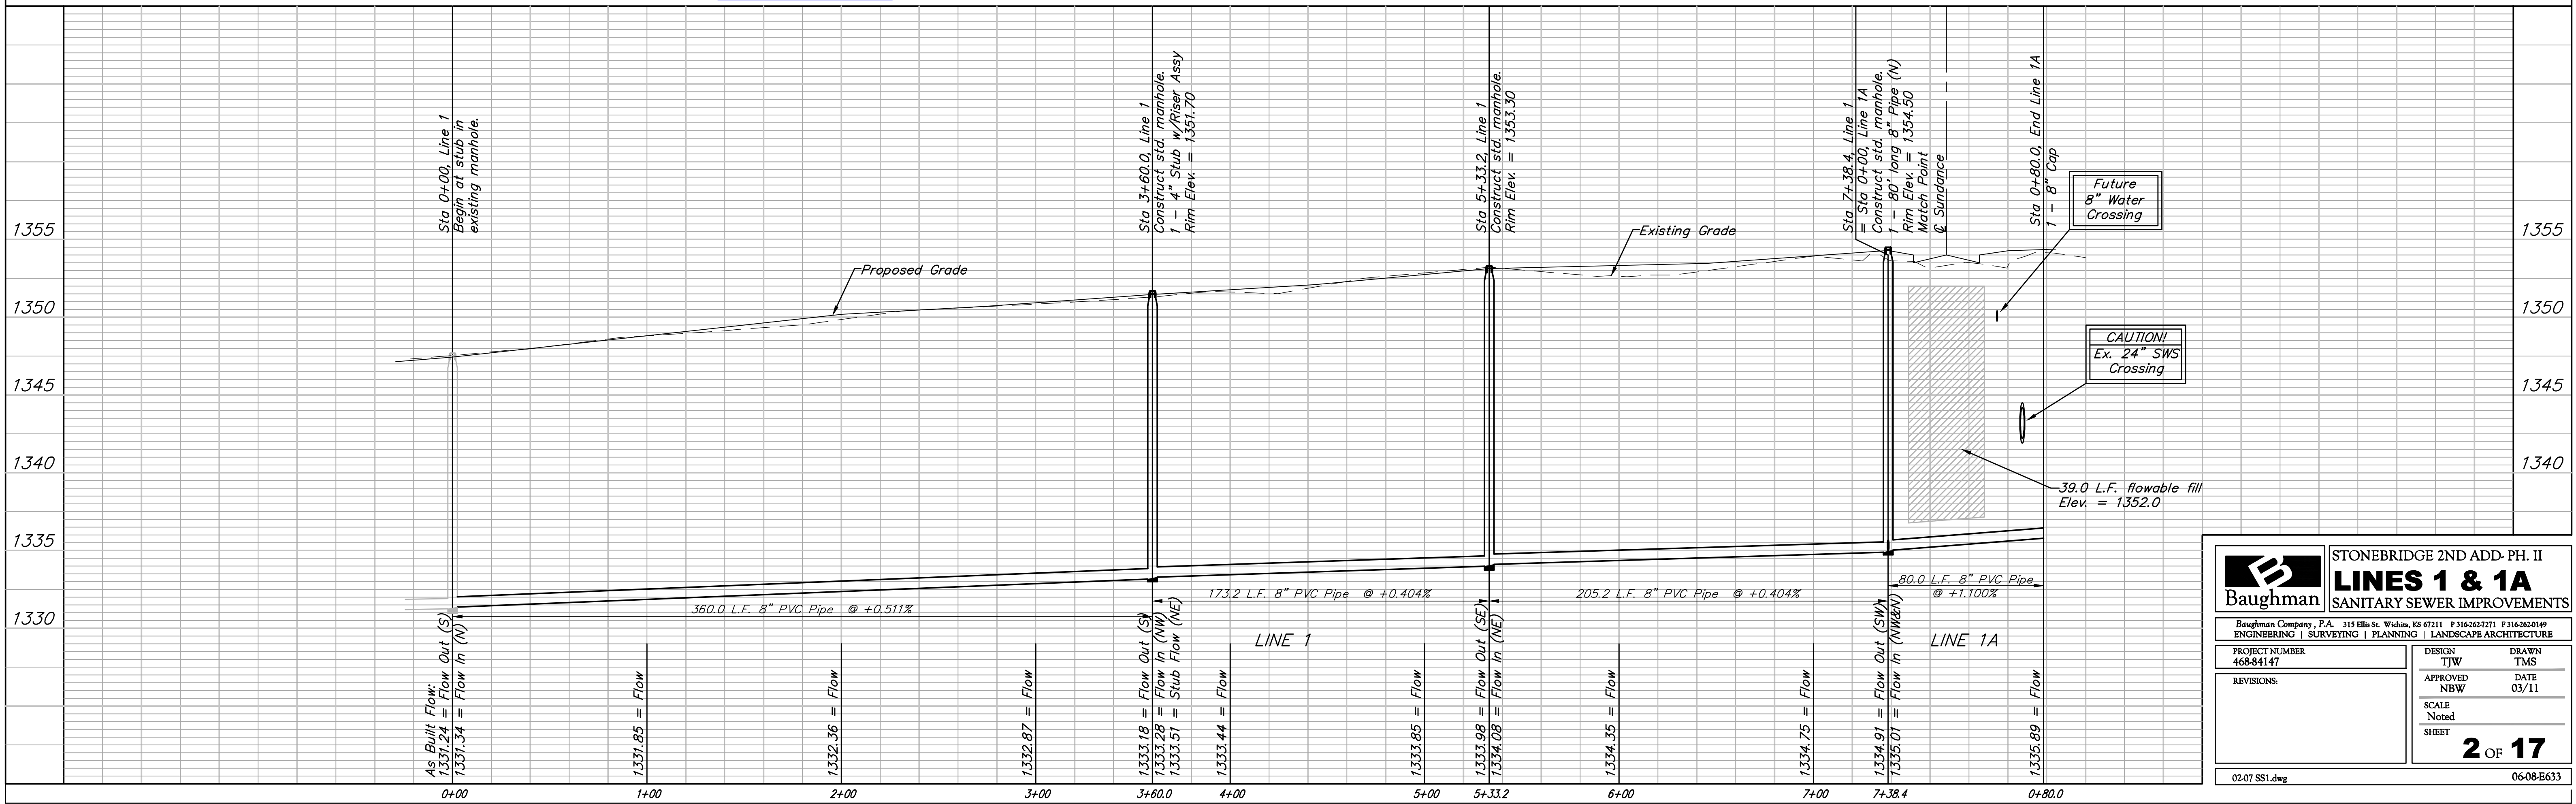 Sta 0+00, Line 1
Begin at stub in
existing manhole.
Sta 3+60.0, Line 1
Construct std. manhole.
1 - 4" Stub w/Riser Assy
Rim Elev. = 1351.70
Sta 5+33.2, Line 1
Construct std. manhole.
Rim Elev. = 1353.30
Sta 7+38.4, Line 1
= Sta 0+00, Line 1A
Construct std. manhole.
1 - 80' long 8" Pipe (N)
Rim Elev. = 1354.50
Match Point
℄ Sundance
Sta 0+80.0, End Line 1A
1 - 8" Cap
Future
8" Water
Crossing
CAUTION!
Ex. 24" SWS
Crossing
Proposed Grade
Existing Grade
39.0 L.F. flowable fill
Elev. = 1352.0
1355
1350
1345
1340
1335
1330
1355
1350
1345
1340
360.0 L.F. 8" PVC Pipe @ +0.511%
173.2 L.F. 8" PVC Pipe @ +0.404%
205.2 L.F. 8" PVC Pipe @ +0.404%
80.0 L.F. 8" PVC Pipe
@ +1.100%
LINE 1
LINE 1A
As Built Flow:
1331.24 = Flow Out (S)
1331.34 = Flow In (N)
1331.85 = Flow
1332.36 = Flow
1332.87 = Flow
1333.18 = Flow Out (S)
1333.28 = Flow In (NW)
1333.51 = Stub Flow (NE)
1333.44 = Flow
1333.85 = Flow
1333.98 = Flow Out (SE)
1334.08 = Flow In (NE)
1334.35 = Flow
1334.75 = Flow
1334.91 = Flow Out (SW)
1335.01 = Flow In (NW&N)
1335.89 = Flow
0+00
1+00
2+00
3+00
3+60.0
4+00
5+00
5+33.2
6+00
7+00
7+38.4
0+80.0
Baughman
STONEBRIDGE 2ND ADD- PH. II
LINES 1 & 1A
SANITARY SEWER IMPROVEMENTS
Baughman Company, P.A. 315 Ellis St. Wichita, KS 67211 P 316-262-7271 F 316-262-0149
ENGINEERING | SURVEYING | PLANNING | LANDSCAPE ARCHITECTURE
PROJECT NUMBER
468-84147
REVISIONS:
DESIGN
TJW
DRAWN
TMS
APPROVED
NBW
DATE
03/11
SCALE
Noted
SHEET
2 OF 17
02-07 SS1.dwg
06-08-E633